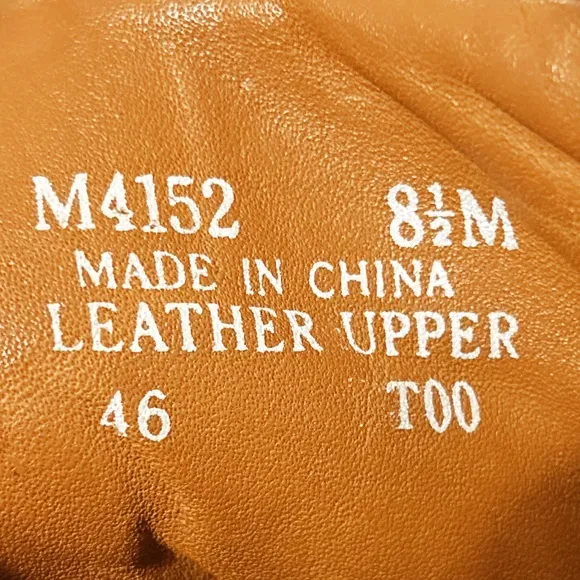 M4152 8½M
MADE IN CHINA
LEATHER UPPER
46 T00